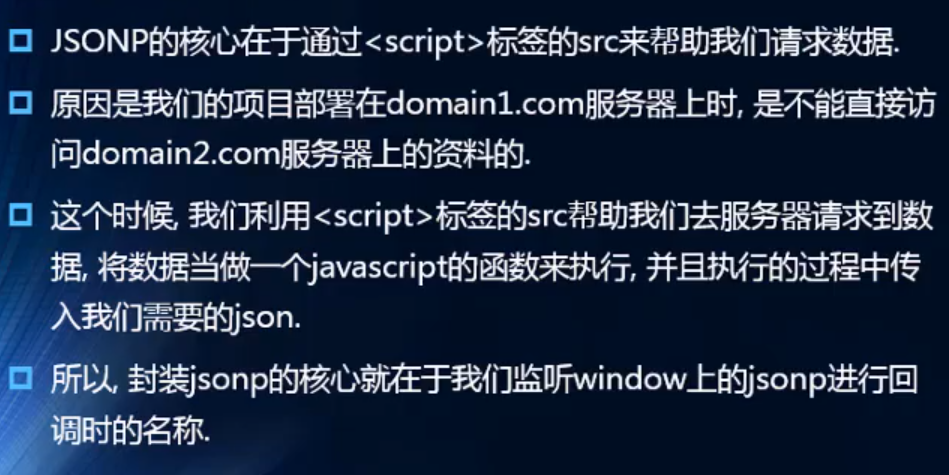 JSONP的核心在于通过<script>标签的src来帮助我们请求数据.
原因是我们的项目部署在domain1.com服务器上时, 是不能直接访
问domain2.com服务器上的资料的.
这个时候, 我们利用<script>标签的src帮助我们去服务器请求到数
据, 将数据当做一个javascript的函数来执行, 并且执行的过程中传
入我们需要的json.
所以, 封装jsonp的核心就在于我们监听window上的jsonp进行回
调时的名称.